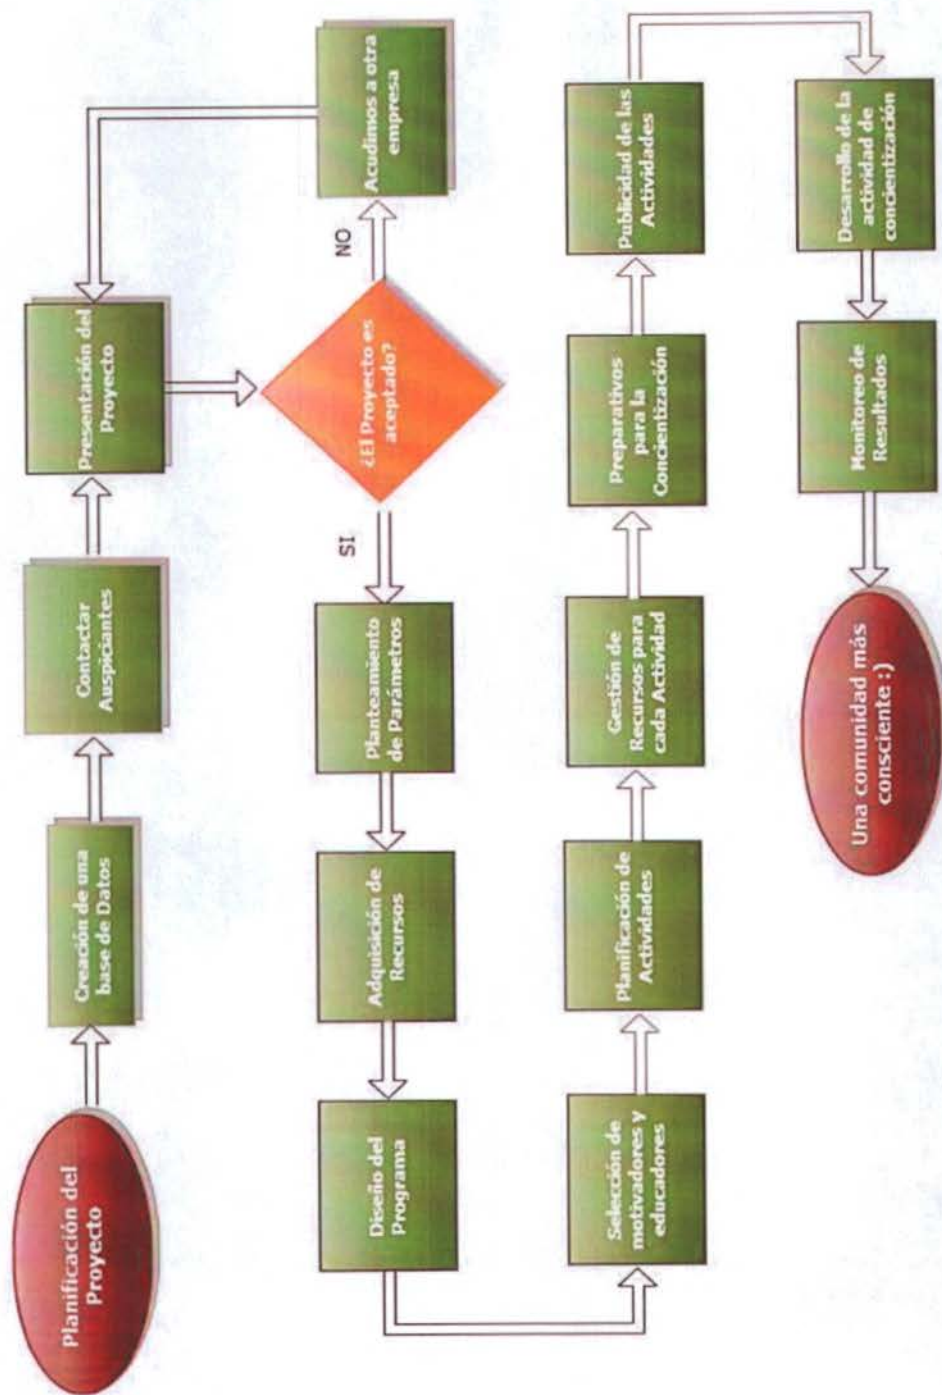 Planificación del
Proyecto
Creación de una
base de Datos
Contactar
Auspiciantes
Presentación del
Proyecto
¿El Proyecto es
aceptado?
NO
Acudimos a otra
empresa
SI
Planteamiento
de Parámetros
Adquisición de
Recursos
Diseño del
Programa
Selección de
motivadores y
educadores
Planificación de
Actividades
Gestión de
Recursos para
cada Actividad
Preparativos
para la
Concientización
Publicidad de las
Actividades
Desarrollo de la
actividad de
concientización
Monitoreo de
Resultados
Una comunidad más
consciente :)